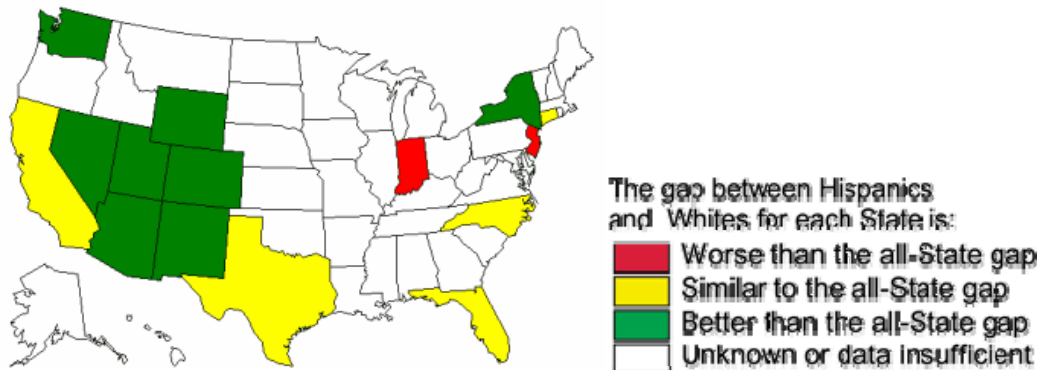 The gap between Hispanics
and Whites for each State is:
Worse than the all-State gap
Similar to the all-State gap
Better than the all-State gap
Unknown or data insufficient